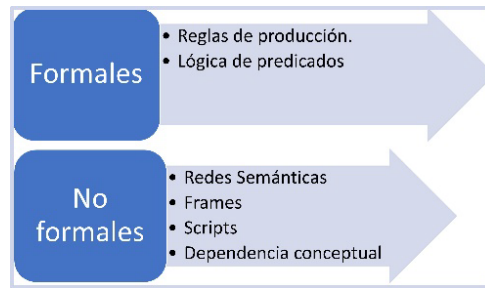 Formales
• Reglas de producción.
• Lógica de predicados
No
formales
• Redes Semánticas
• Frames
• Scripts
• Dependencia conceptual